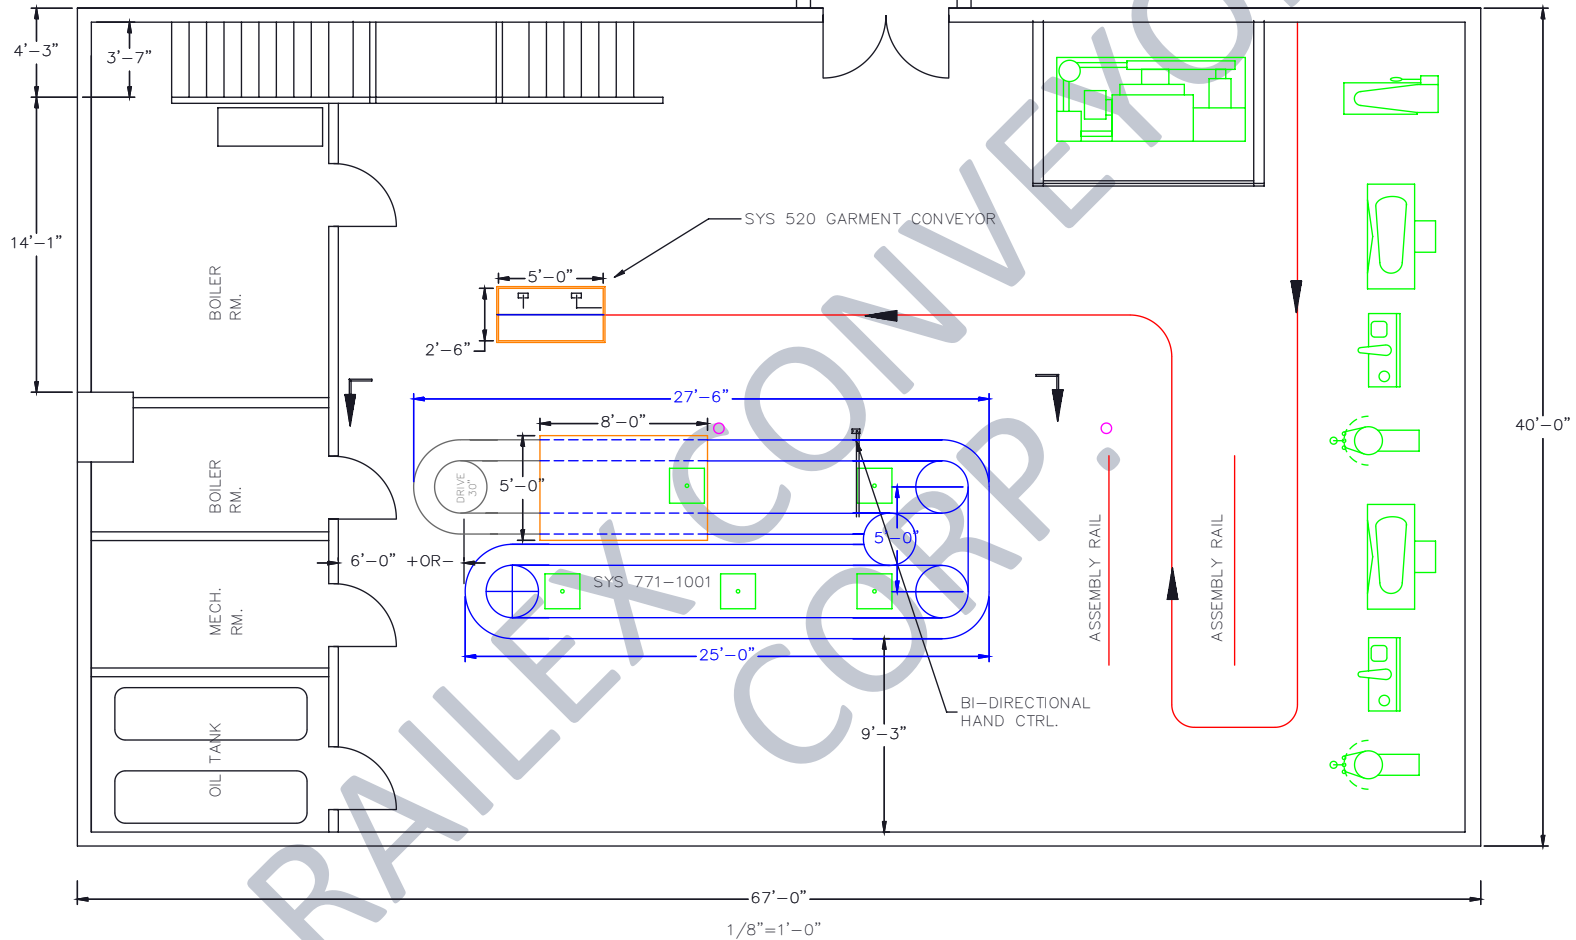 4'-3"
3'-7"
14'-1"
SYS 520 GARMENT CONVEYOR
BOILER
RM.
5'-0"
2'-6"
27'-6"
8'-0"
40'-0"
BOILER
RM.
DRIVE
30"
5'-0"
5'-0"
6'-0" +OR-
SYS 771-1001
MECH.
RM.
ASSEMBLY RAIL
ASSEMBLY RAIL
25'-0"
BI-DIRECTIONAL
HAND CTRL.
9'-3"
OIL TANK
67'-0"
1/8"=1'-0"
RAILEX CONVEYOR
CORP.